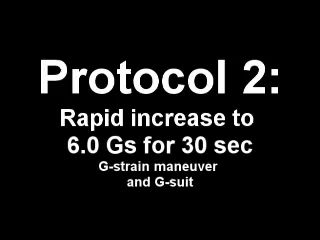 Protocol 2:
Rapid increase to
6.0 Gs for 30 sec
G-strain maneuver
and G-suit